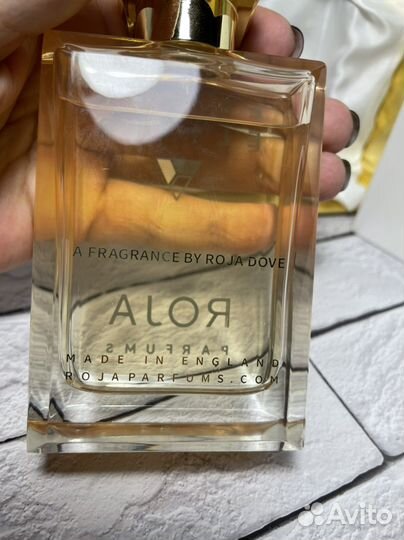 A FRAGRANCE BY ROJA DOVE
ROJA
PARFUMS
MADE IN ENGLAND
ROJAPARFUMS.COM
Avito